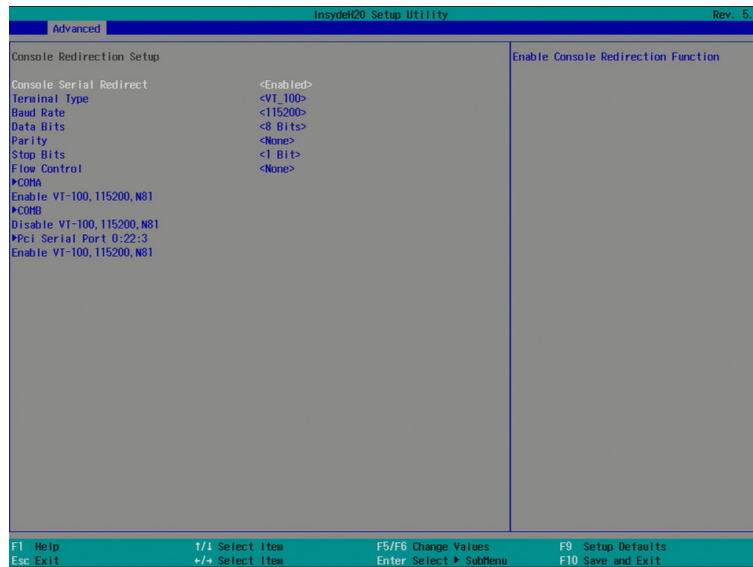 InsydeH20 Setup Utility Rev. 5.
Advanced
Console Redirection Setup
Enable Console Redirection Function
Console Serial Redirect <Enabled>
Terminal Type <VT_100>
Baud Rate <115200>
Data Bits <8 Bits>
Parity <None>
Stop Bits <1 Bit>
Flow Control <None>
▶COMA
Enable VT-100,115200,N81
▶COMB
Disable VT-100,115200,N81
▶Pci Serial Port 0:22:3
Enable VT-100,115200,N81
F1 Help ↑/↓ Select Item F5/F6 Change Values F9 Setup Defaults
Esc Exit ←/→ Select Item Enter Select ▶ SubMenu F10 Save and Exit